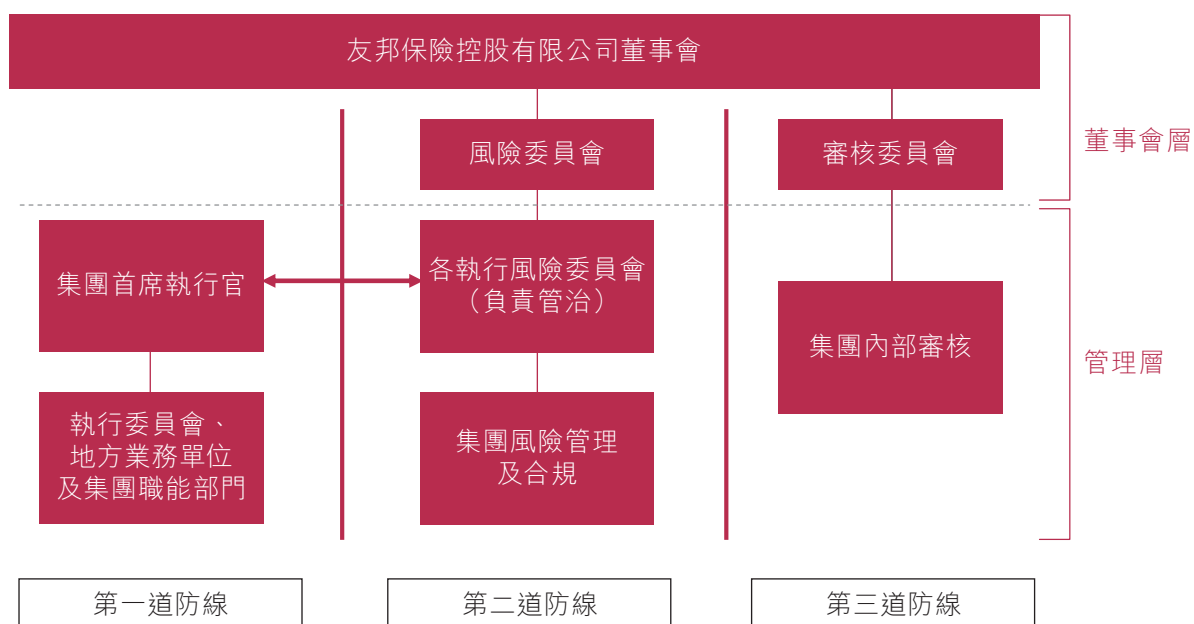 友邦保險控股有限公司董事會
風險委員會
審核委員會
董事會層
集團首席執行官
各執行風險委員會
（負責管治）
集團內部審核
管理層
執行委員會、
地方業務單位
及集團職能部門
集團風險管理
及合規
第一道防線
第二道防線
第三道防線